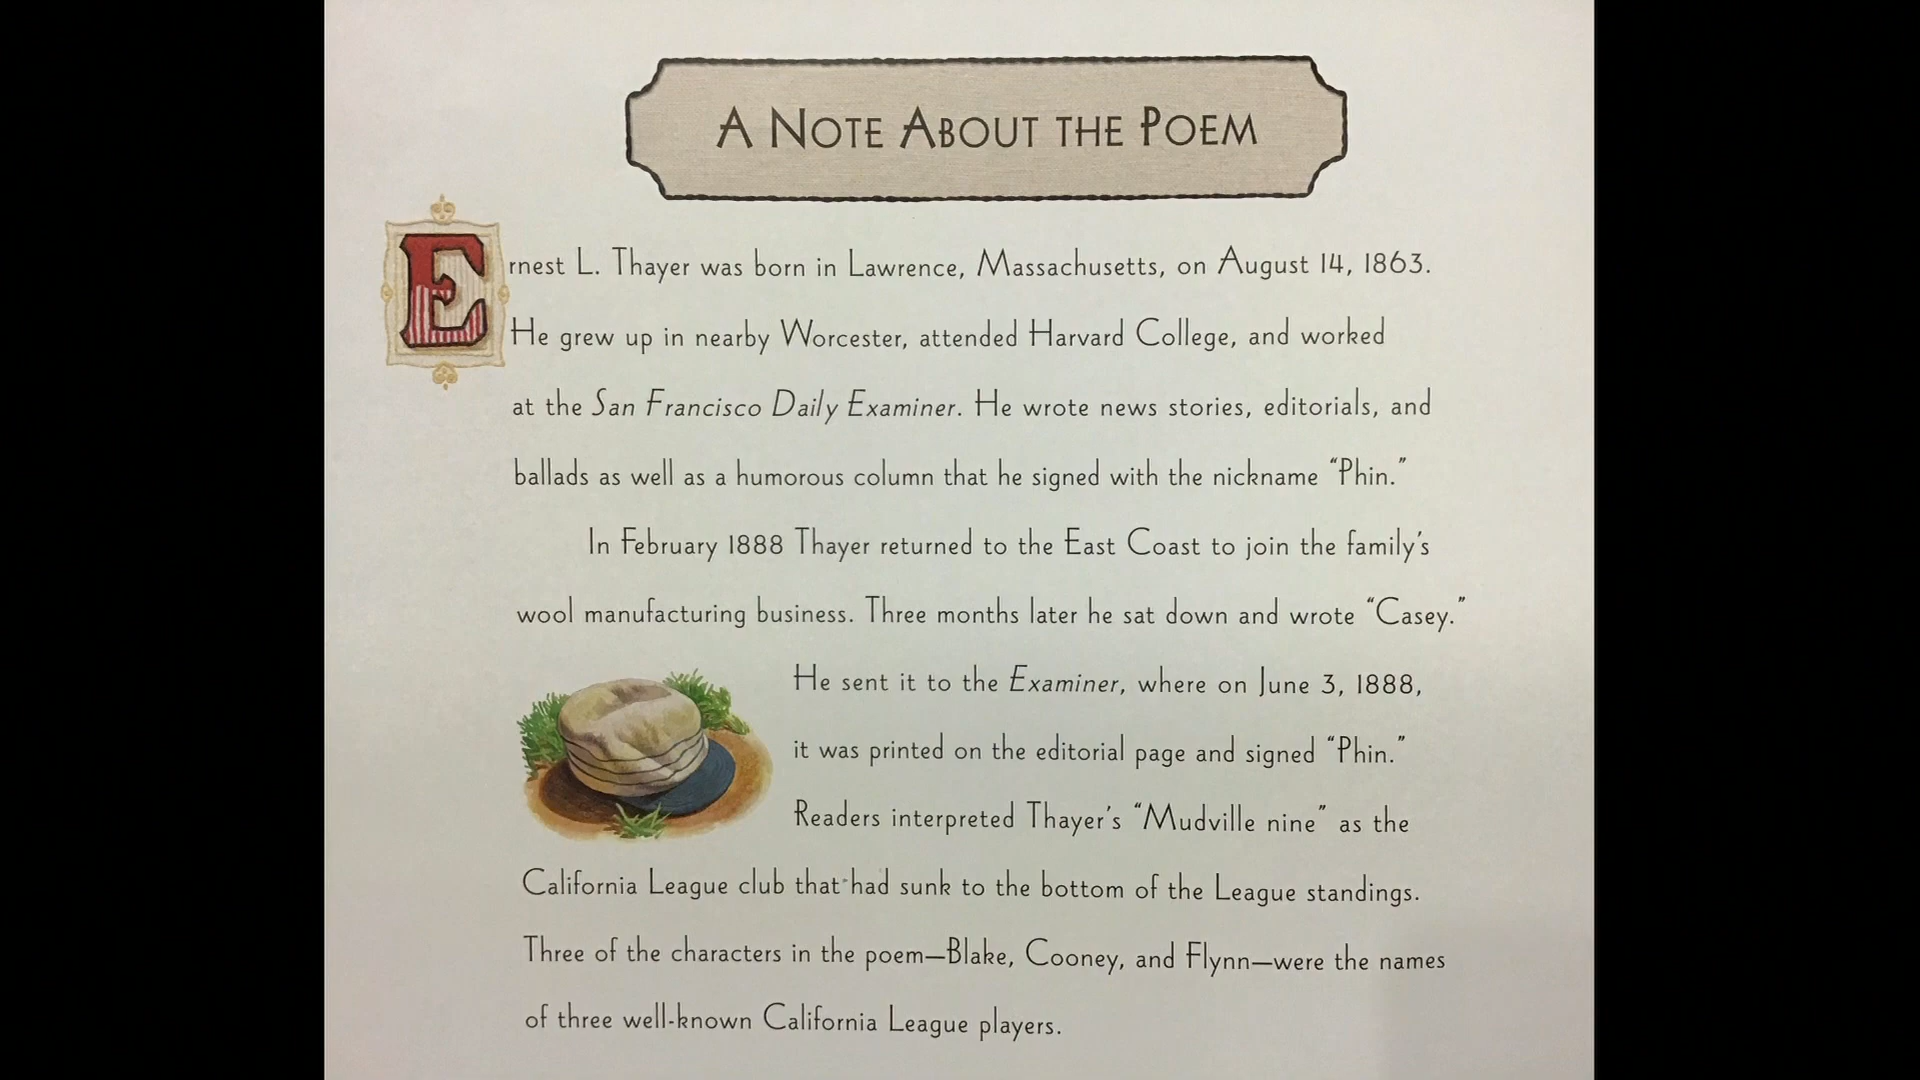 A NOTE ABOUT THE POEM
Ernest L. Thayer was born in Lawrence, Massachusetts, on August 14, 1863.
He grew up in nearby Worcester, attended Harvard College, and worked
at the San Francisco Daily Examiner. He wrote news stories, editorials, and
ballads as well as a humorous column that he signed with the nickname “Phin.”
In February 1888 Thayer returned to the East Coast to join the family’s
wool manufacturing business. Three months later he sat down and wrote “Casey.”
He sent it to the Examiner, where on June 3, 1888,
it was printed on the editorial page and signed “Phin.”
Readers interpreted Thayer’s “Mudville nine” as the
California League club that had sunk to the bottom of the League standings.
Three of the characters in the poem—Blake, Cooney, and Flynn—were the names
of three well-known California League players.